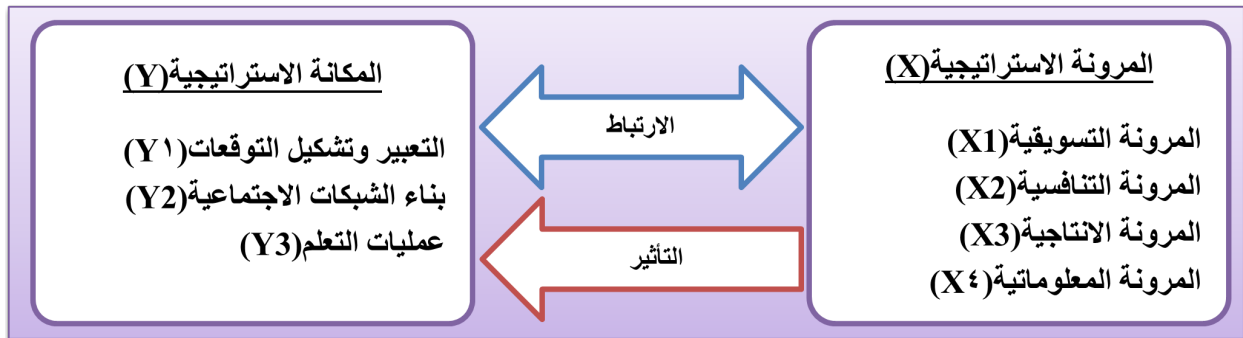 المرونة الاستراتيجية(X)
المرونة التسويقية(X1)
المرونة التنافسية(X2)
المرونة الانتاجية(X3)
المرونة المعلوماتية(X٤)
الارتباط
التأثير
المكانة الاستراتيجية(Y)
التعبير وتشكيل التوقعات(Y١)
بناء الشبكات الاجتماعية(Y2)
عمليات التعلم(Y3)